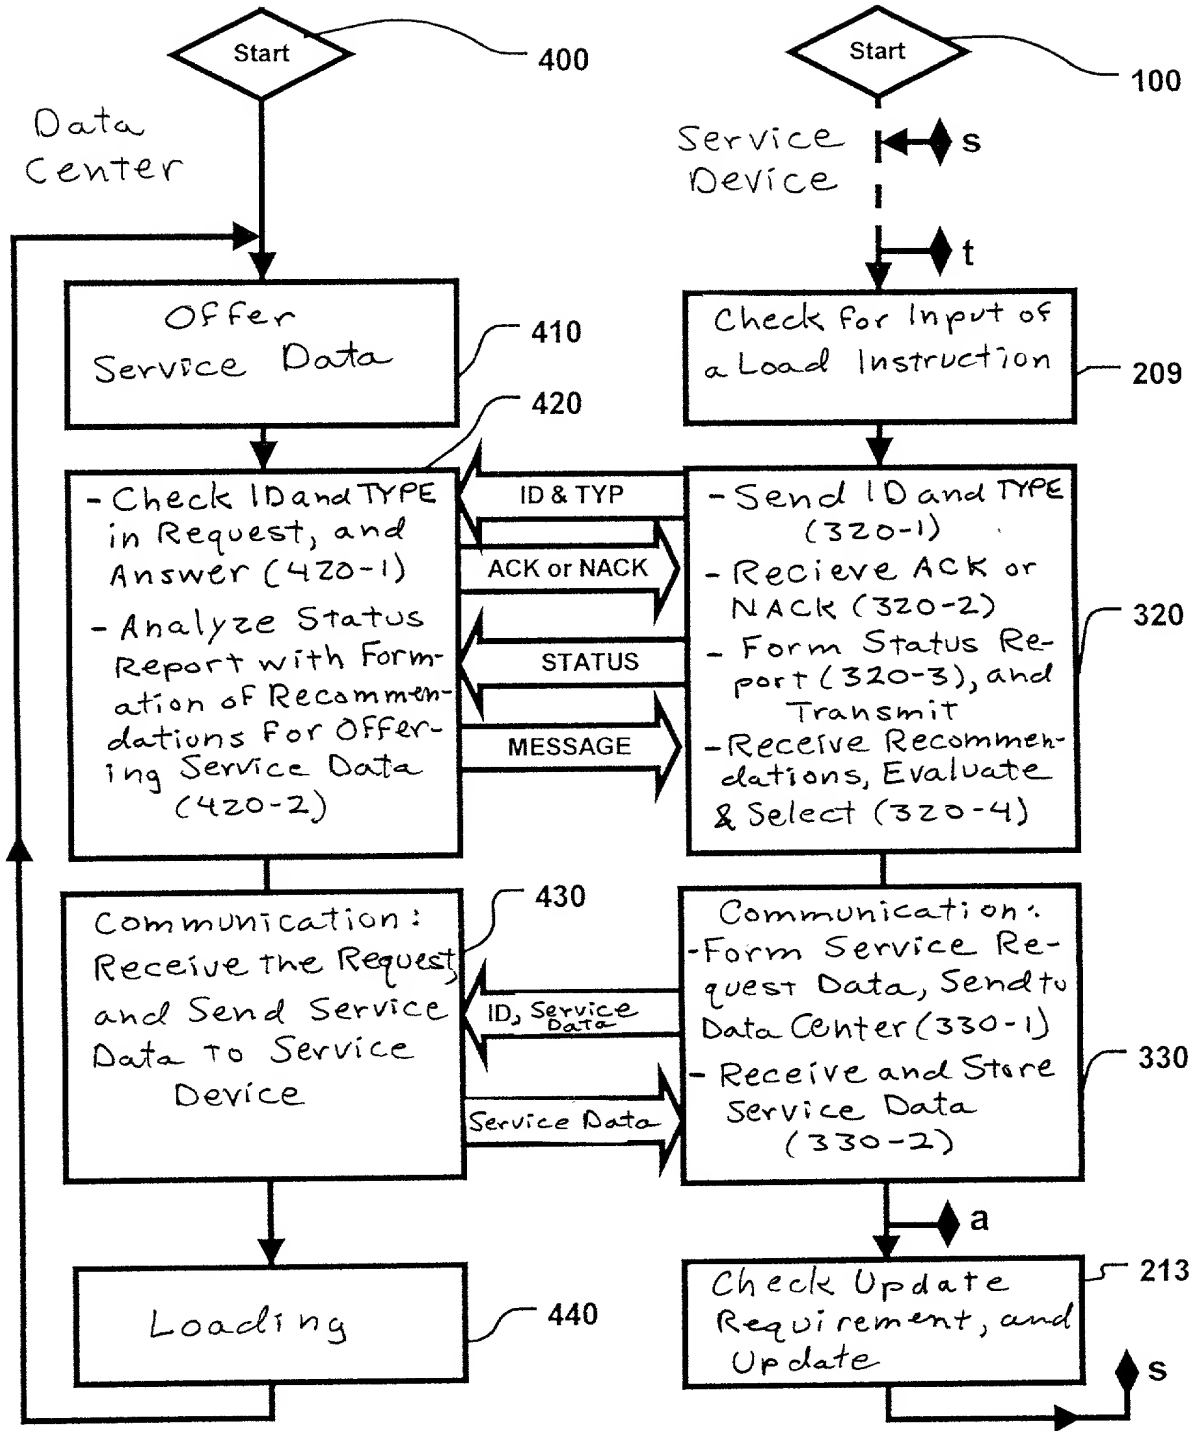 Start
400
Data
Center
Offer
Service Data
410
420
- Check ID and TYPE
in Request, and
Answer (420-1)
- Analyze Status
Report with Form-
ation of Recommen-
dations for Offer-
ing Service Data
(420-2)
Communication:
Receive the Request,
and Send Service
Data to Service
Device
430
Loading
440
ID & TYP
ACK or NACK
STATUS
MESSAGE
ID, Service
Data
Service Data
Start
100
Service
Device
s
t
Check for Input of
a Load Instruction
209
- Send ID and TYPE
(320-1)
- Recieve ACK or
NACK (320-2)
- Form Status Re-
port (320-3), and
Transmit
- Receive Recommen-
dations, Evaluate
& Select (320-4)
320
Communication:
- Form Service Re-
quest Data, Send to
Data Center (330-1)
- Receive and Store
Service Data
(330-2)
330
a
Check Update
Requirement, and
Update
213
s